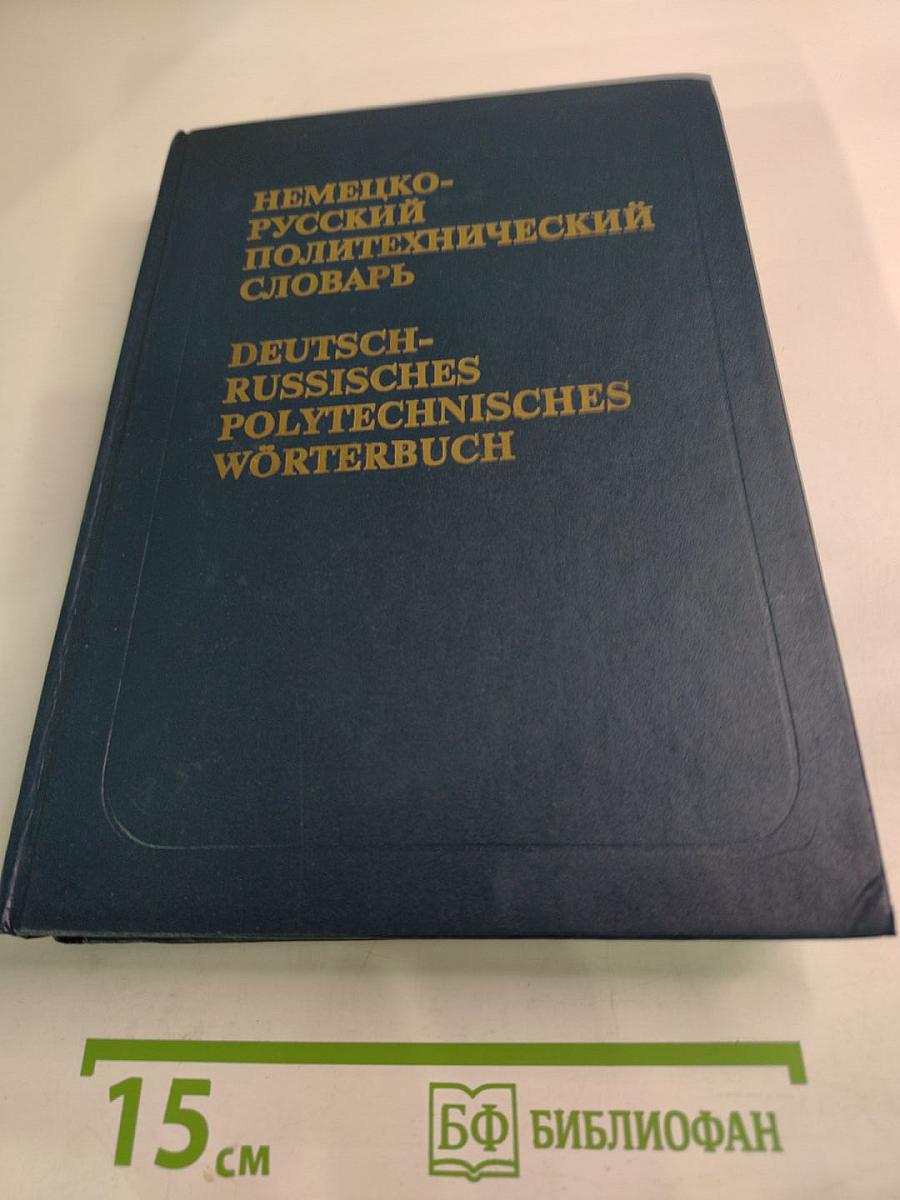 НЕМЕЦКО-
РУССКИЙ
ПОЛИТЕХНИЧЕСКИЙ
СЛОВАРЬ
DEUTSCH-
RUSSISCHES
POLYTECHNISCHES
WÖRTERBUCH
15 см
БФ БИБЛИОФАН